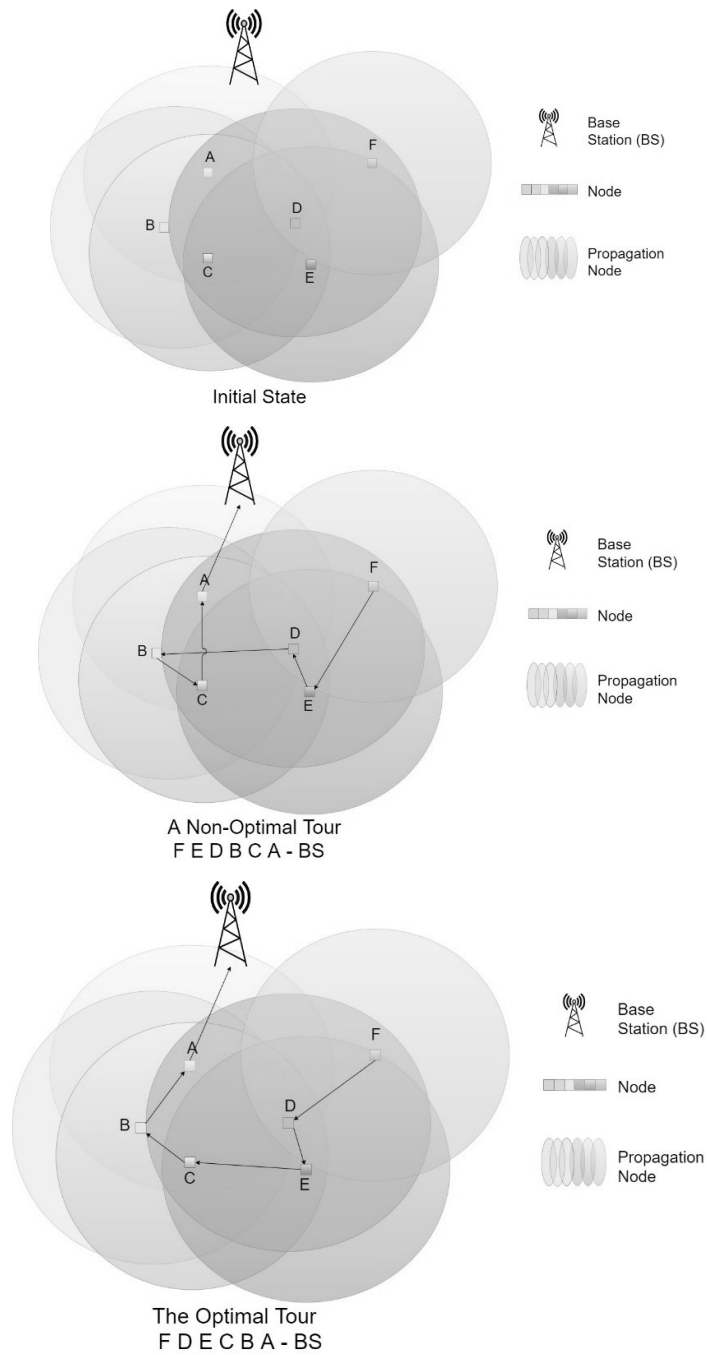 A
F
Base
Station (BS)
D
B
Node
C
E
Propagation
Node
Initial State
A
F
Base
Station (BS)
D
B
Node
C
E
Propagation
Node
A Non-Optimal Tour
F E D B C A - BS
A
F
Base
Station (BS)
D
B
Node
C
E
Propagation
Node
The Optimal Tour
F D E C B A - BS